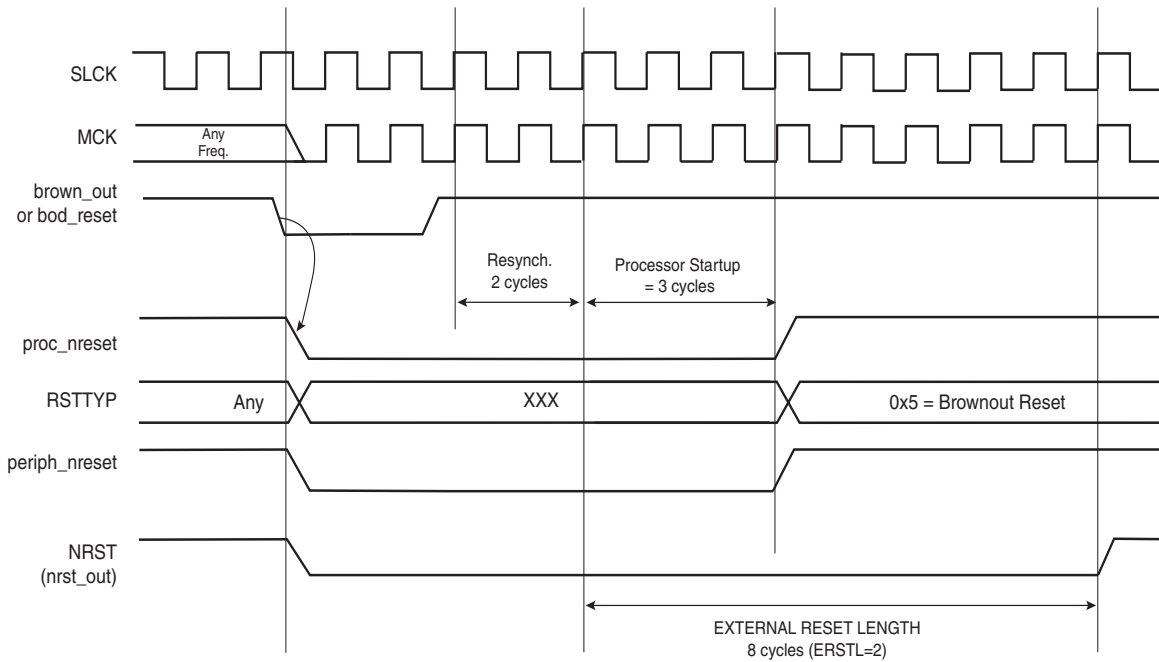 SLCK
MCK
Any
Freq.
brown_out
or bod_reset
Resynch.
2 cycles
Processor Startup
= 3 cycles
proc_nreset
RSTTYP
Any
XXX
0x5 = Brownout Reset
periph_nreset
NRST
(nrst_out)
EXTERNAL RESET LENGTH
8 cycles (ERSTL=2)